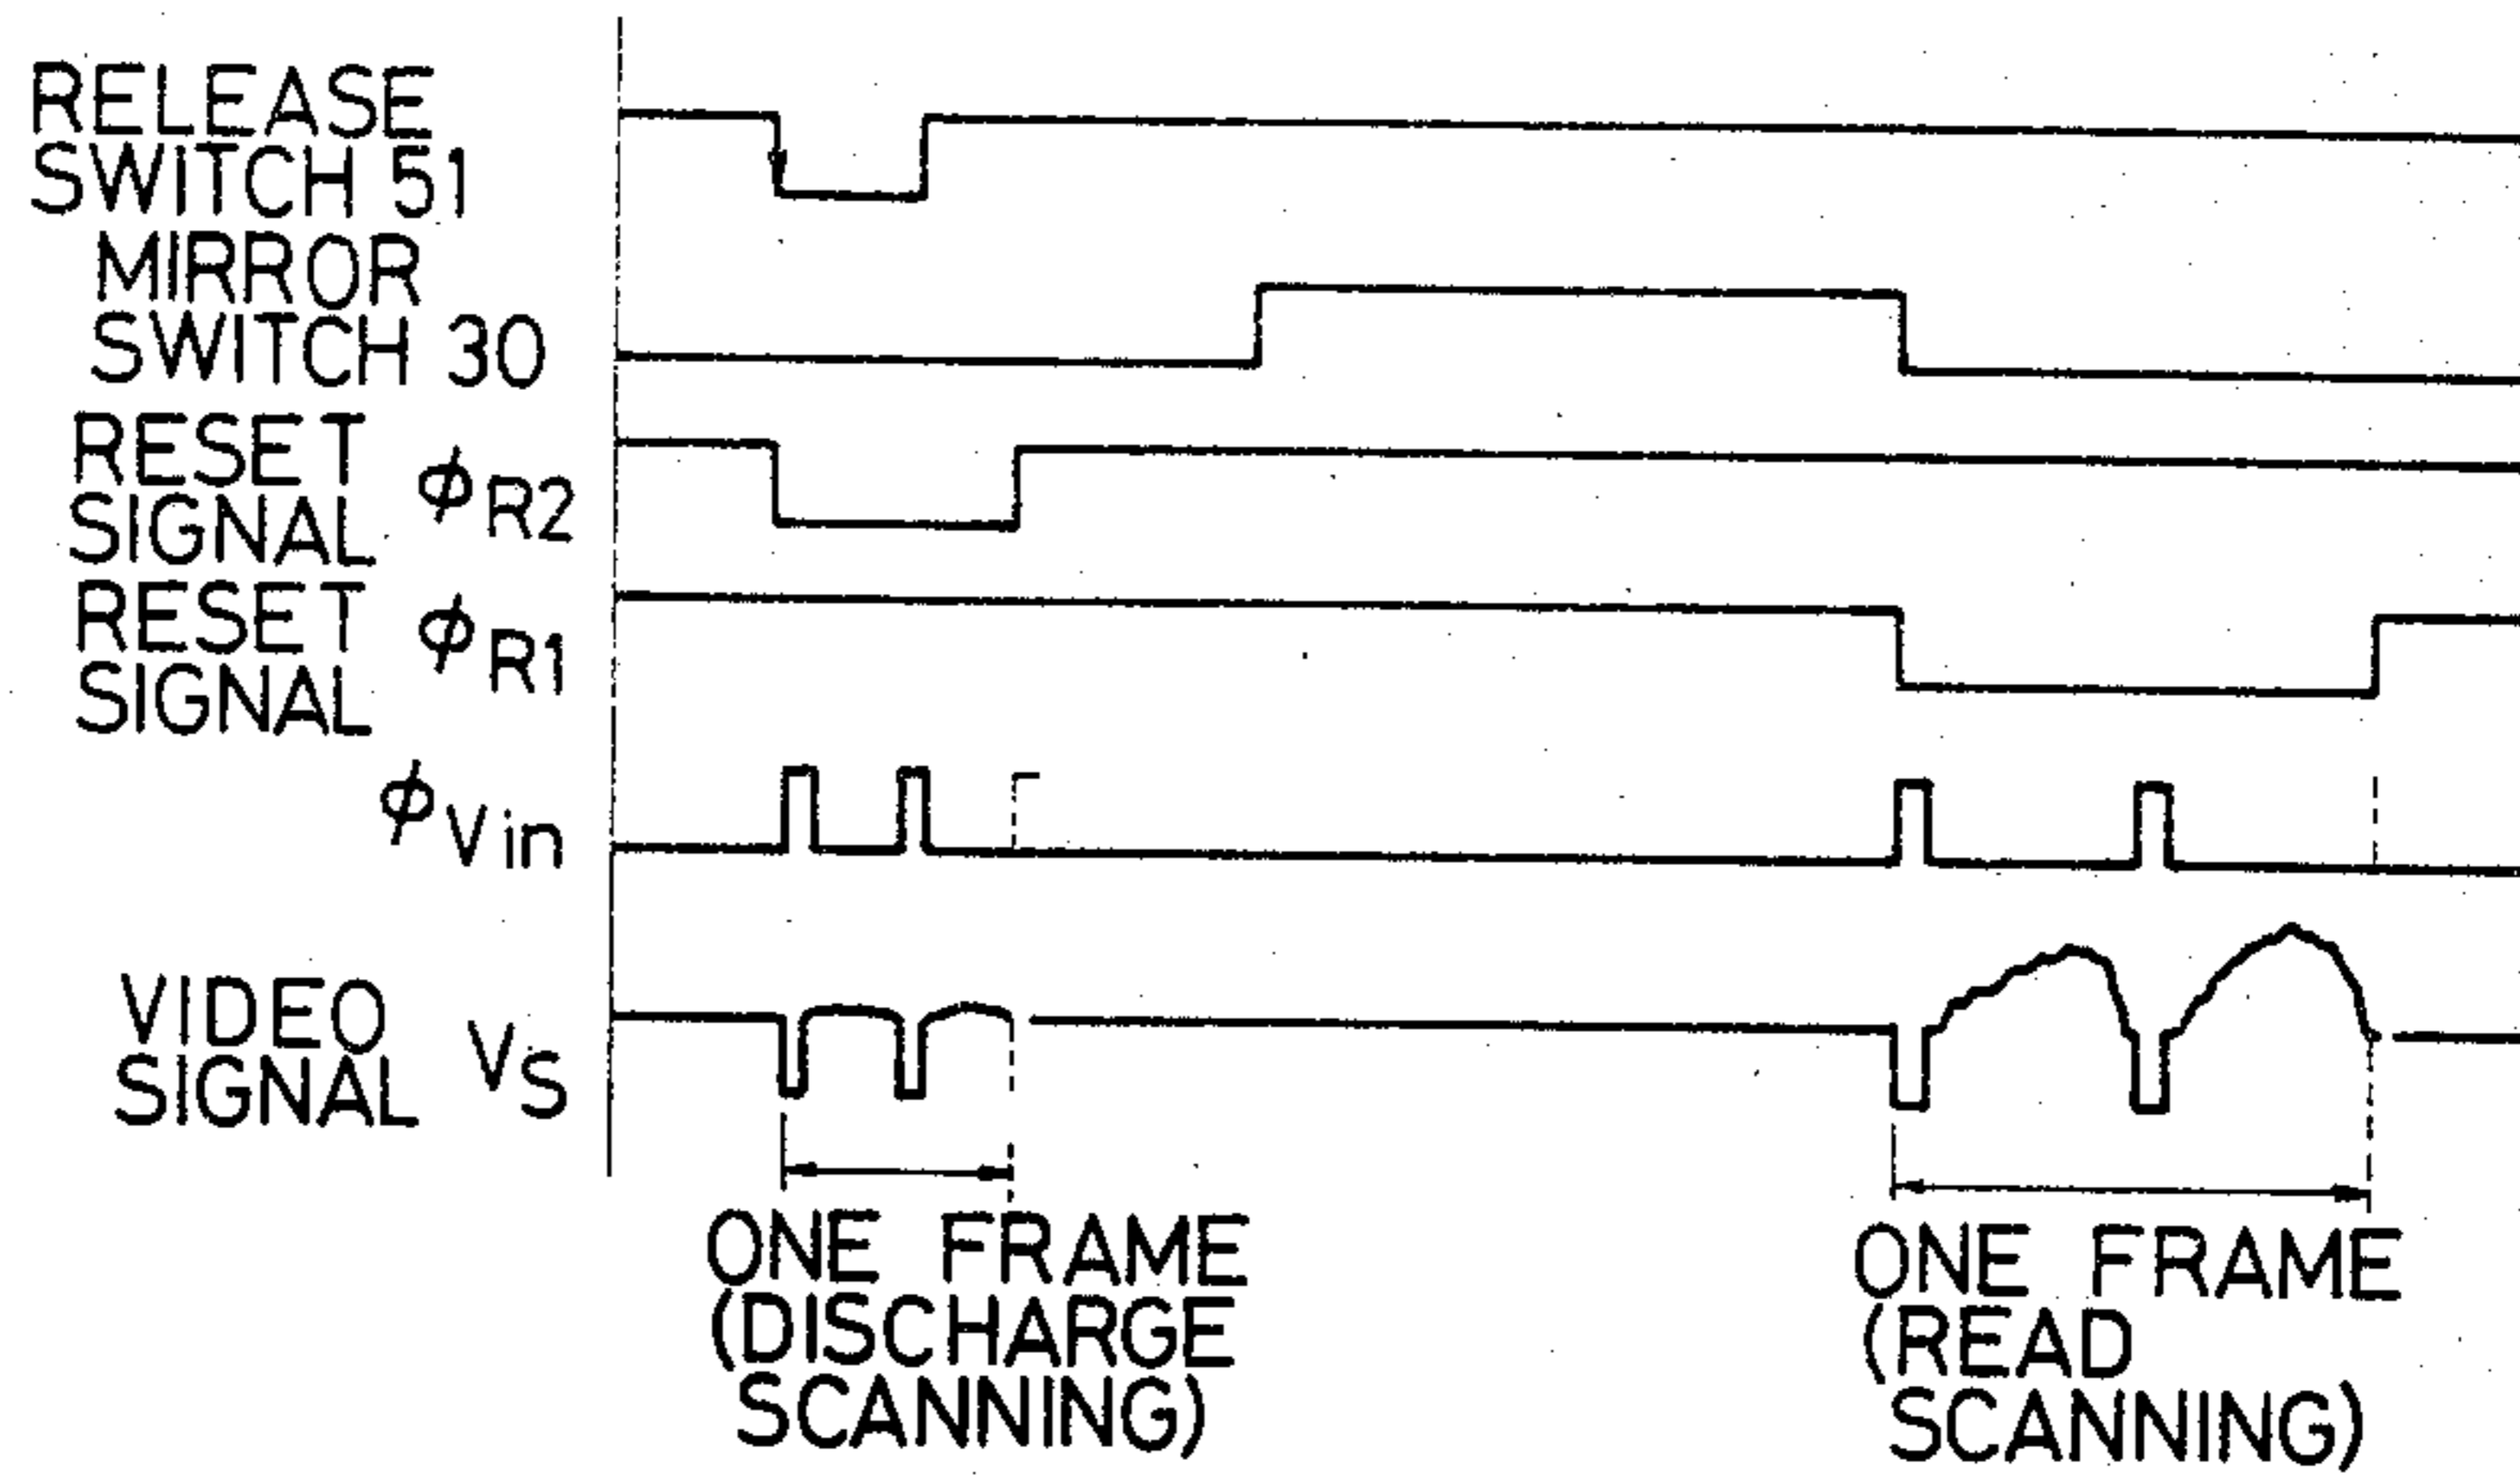 RELEASE
SWITCH 51
MIRROR
SWITCH 30
RESET
SIGNAL ϕR2
RESET
SIGNAL ϕR1
ϕVin
VIDEO
SIGNAL VS
ONE FRAME
(DISCHARGE
SCANNING)
ONE FRAME
(READ
SCANNING)